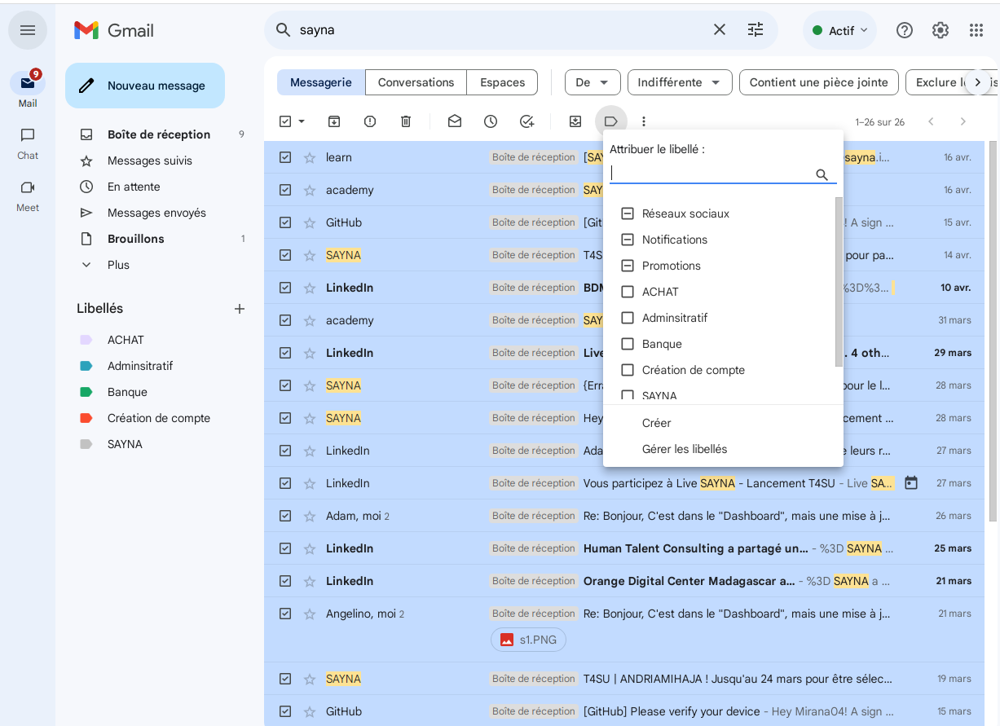 Gmail
sayna
Actif
9
Mail
Chat
Meet
Nouveau message
Boîte de réception 9
Messages suivis
En attente
Messages envoyés
Brouillons 1
Plus
Libellés
ACHAT
Adminsitratif
Banque
Création de compte
SAYNA
Messagerie Conversations Espaces De Indifférente Contient une pièce jointe Exclure
1–26 sur 26
Attribuer le libellé :
Réseaux sociaux
Notifications
Promotions
ACHAT
Adminsitratif
Banque
Création de compte
SAYNA
Créer
Gérer les libellés
learn Boîte de réception [SAY sayna.i... 16 avr.
academy Boîte de réception SAY 16 avr.
GitHub Boîte de réception [Git ! A sign ... 15 avr.
SAYNA Boîte de réception T4S pour pa... 14 avr.
LinkedIn Boîte de réception BDM %3D%3... 10 avr.
academy Boîte de réception SAY 31 mars
LinkedIn Boîte de réception Live . 4 oth... 29 mars
SAYNA Boîte de réception {Erra our le l... 28 mars
SAYNA Boîte de réception Hey cement ... 28 mars
LinkedIn Boîte de réception Ada e leurs r... 27 mars
LinkedIn Boîte de réception Vous participez à Live SAYNA - Lancement T4SU - Live SA... 27 mars
Adam, moi 2 Boîte de réception Re: Bonjour, C'est dans le "Dashboard", mais une mise à j... 26 mars
LinkedIn Boîte de réception Human Talent Consulting a partagé un... - %3D SAYNA ... 25 mars
LinkedIn Boîte de réception Orange Digital Center Madagascar a... - %3D SAYNA a ... 21 mars
Angelino, moi 2 Boîte de réception Re: Bonjour, C'est dans le "Dashboard", mais une mise à j... 21 mars
s1.PNG
SAYNA Boîte de réception T4SU | ANDRIAMIHAJA ! Jusqu'au 24 mars pour être sélec... 19 mars
GitHub Boîte de réception [GitHub] Please verify your device - Hey Mirana04! A sign ... 15 mars